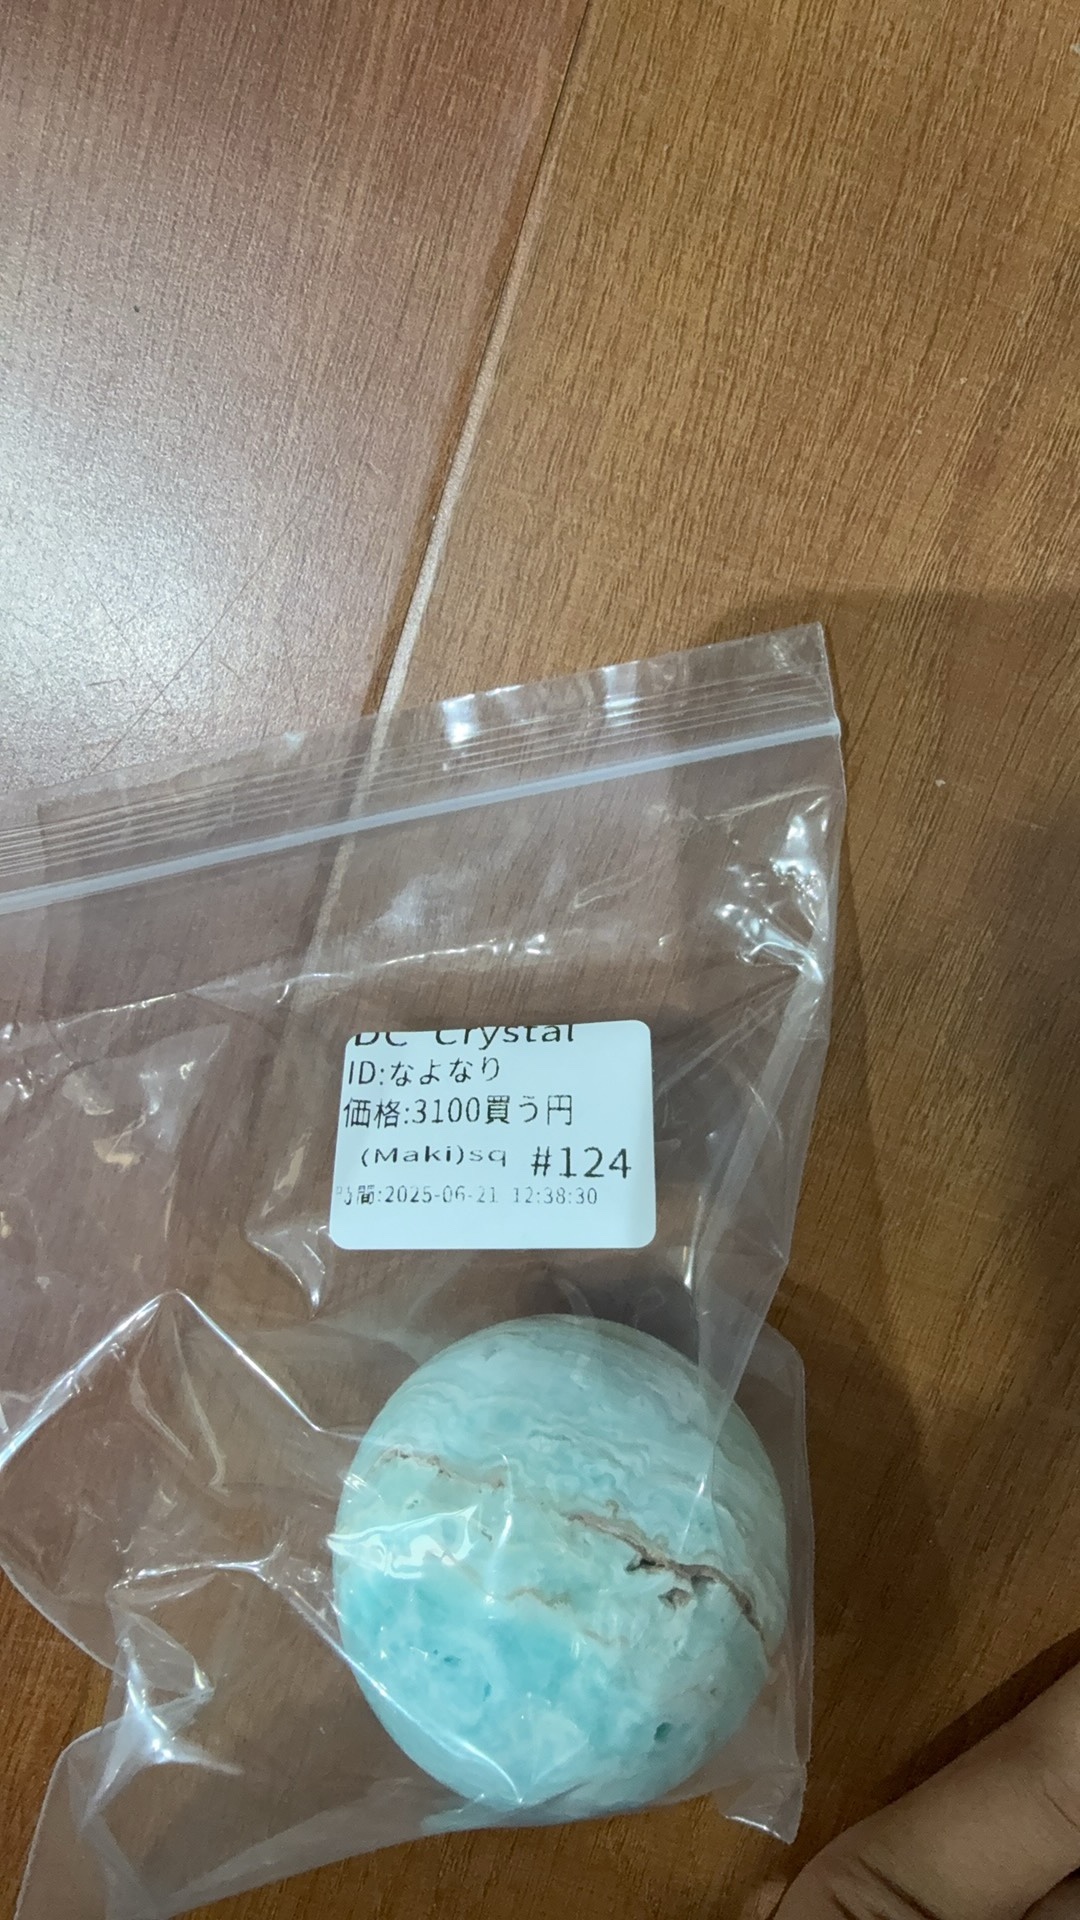 DC Crystal
ID:なよなり
価格:3100買う円
(Maki)sq #124
時間:2025-06-21 12:38:30